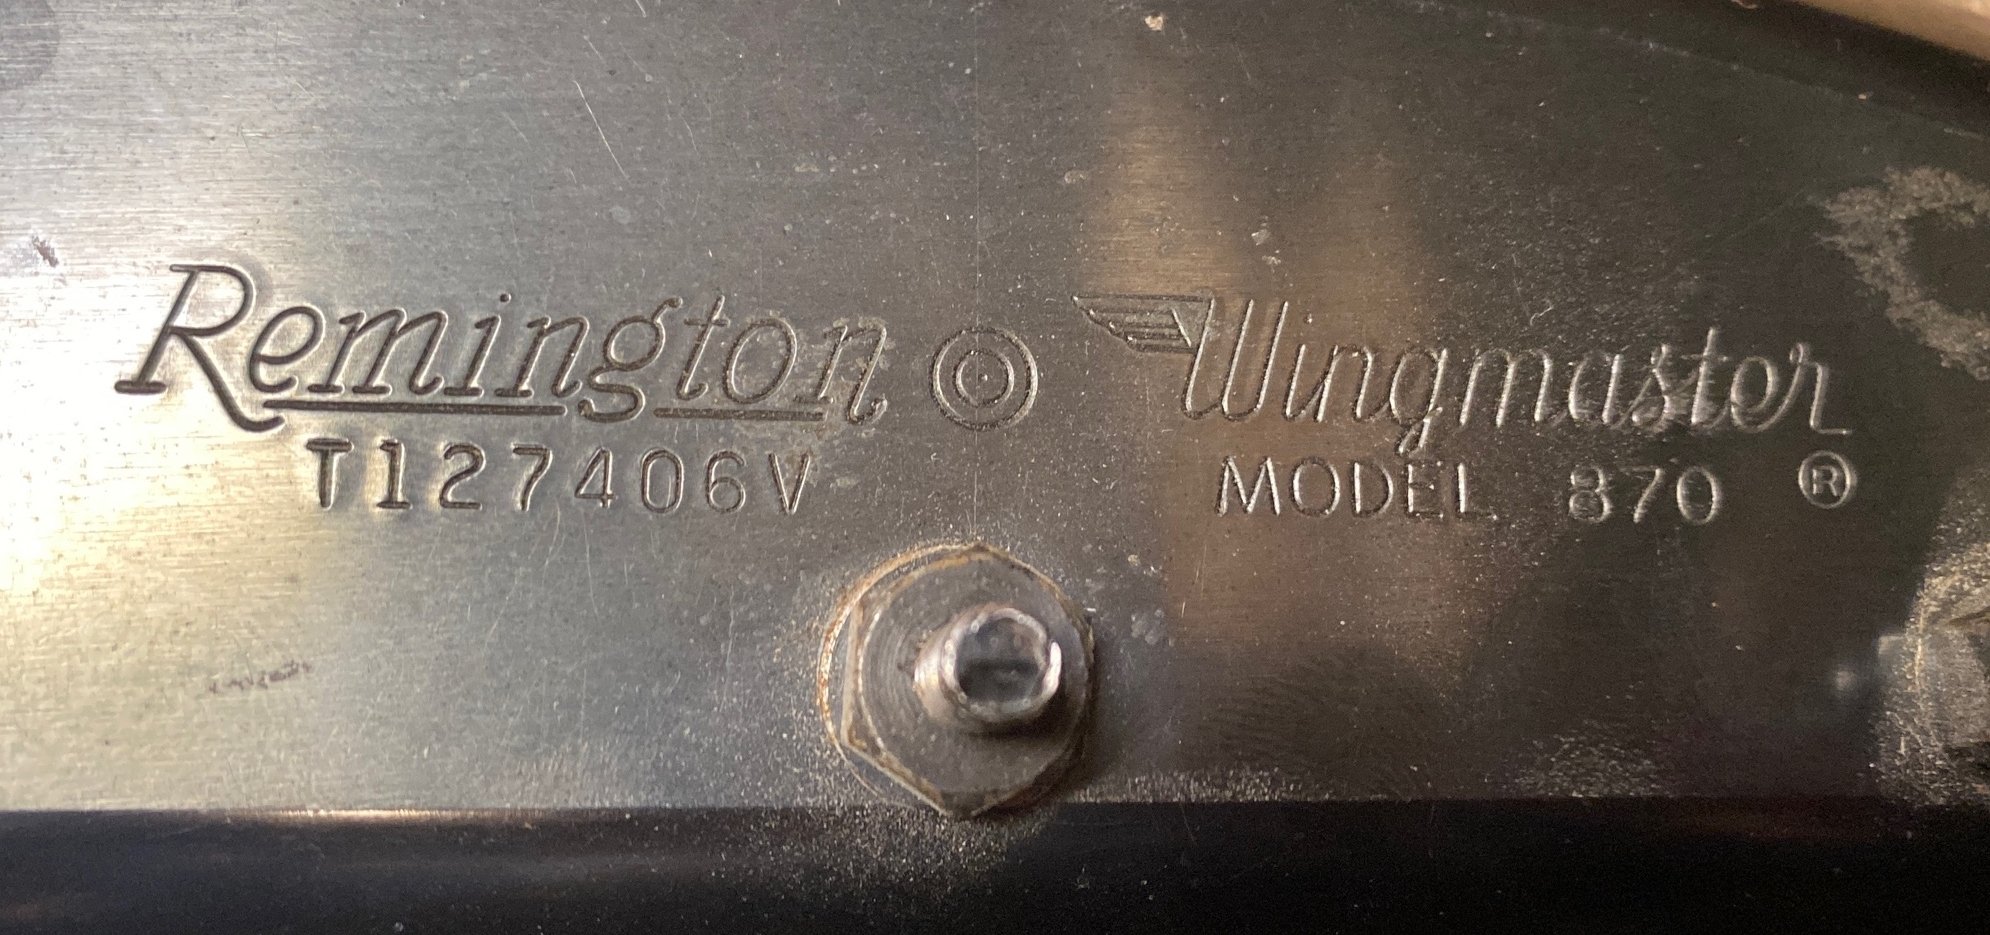 Remington Wingmaster
T127406V MODEL 870 ®